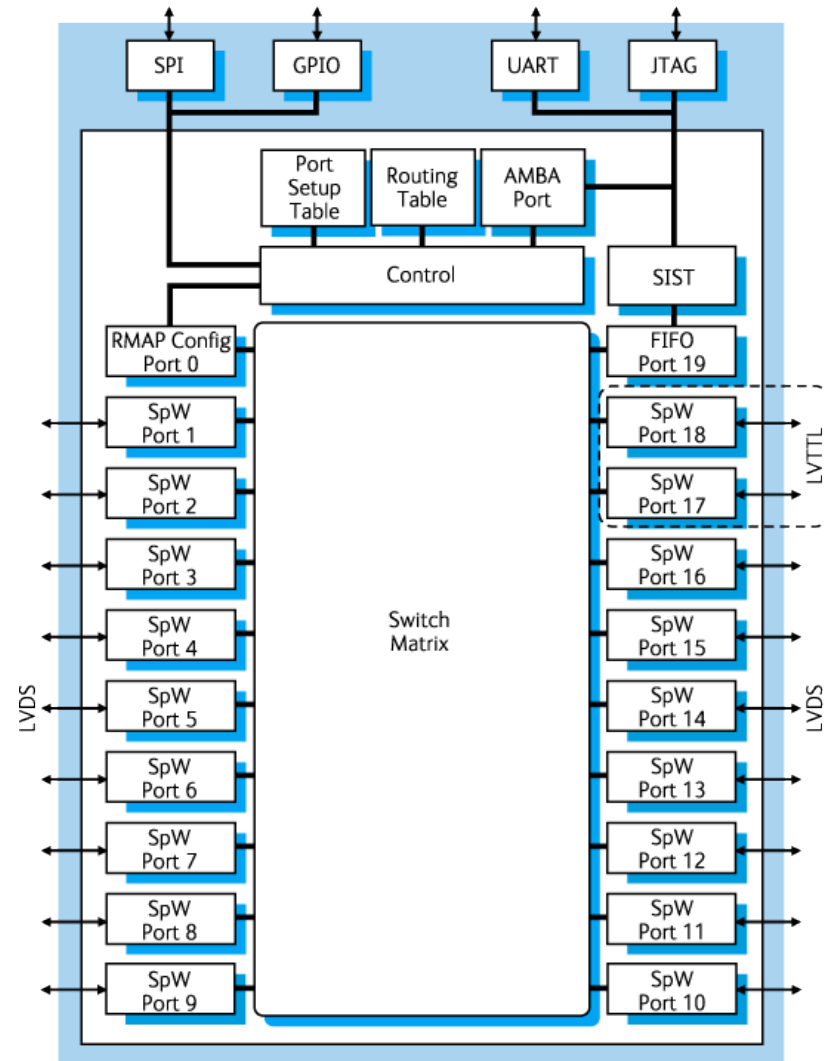 SPI
GPIO
UART
JTAG
Port
Setup
Table
Routing
Table
AMBA
Port
Control
SIST
RMAP Config
Port 0
FIFO
Port 19
SpW
Port 1
SpW
Port 18
SpW
Port 2
SpW
Port 17
LVTTL
SpW
Port 3
SpW
Port 16
SpW
Port 4
Switch
Matrix
SpW
Port 15
LVDS
SpW
Port 5
SpW
Port 14
LVDS
SpW
Port 6
SpW
Port 13
SpW
Port 7
SpW
Port 12
SpW
Port 8
SpW
Port 11
SpW
Port 9
SpW
Port 10